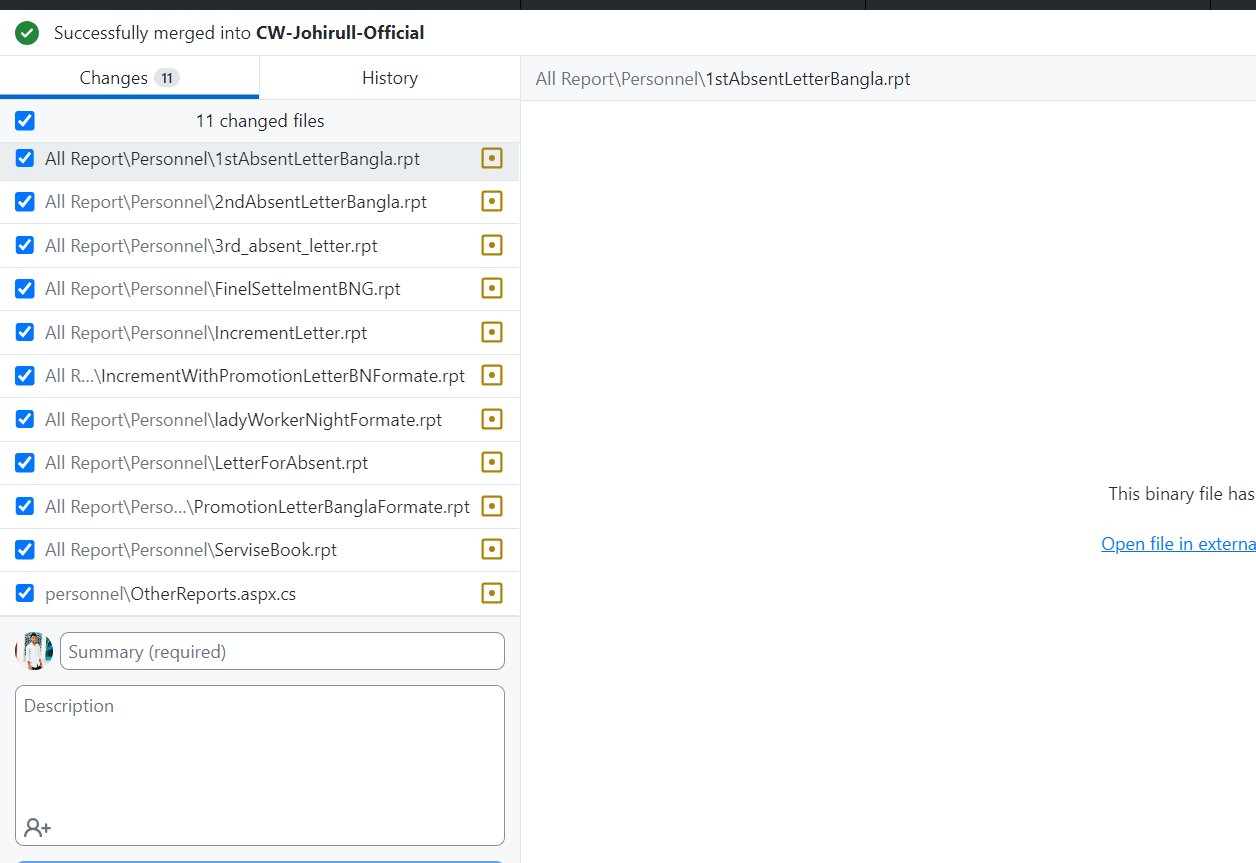 Successfully merged into CW-Johirull-Official
Changes 11
History
11 changed files
All Report\Personnel\1stAbsentLetterBangla.rpt
All Report\Personnel\2ndAbsentLetterBangla.rpt
All Report\Personnel\3rd_absent_letter.rpt
All Report\Personnel\FinelSettelmentBNG.rpt
All Report\Personnel\IncrementLetter.rpt
All R...\IncrementWithPromotionLetterBNFormate.rpt
All Report\Personnel\ladyWorkerNightFormate.rpt
All Report\Personnel\LetterForAbsent.rpt
All Report\Perso...\PromotionLetterBanglaFormate.rpt
All Report\Personnel\ServiseBook.rpt
personnel\OtherReports.aspx.cs
Summary (required)
Description
All Report\Personnel\1stAbsentLetterBangla.rpt
This binary file has
Open file in externa